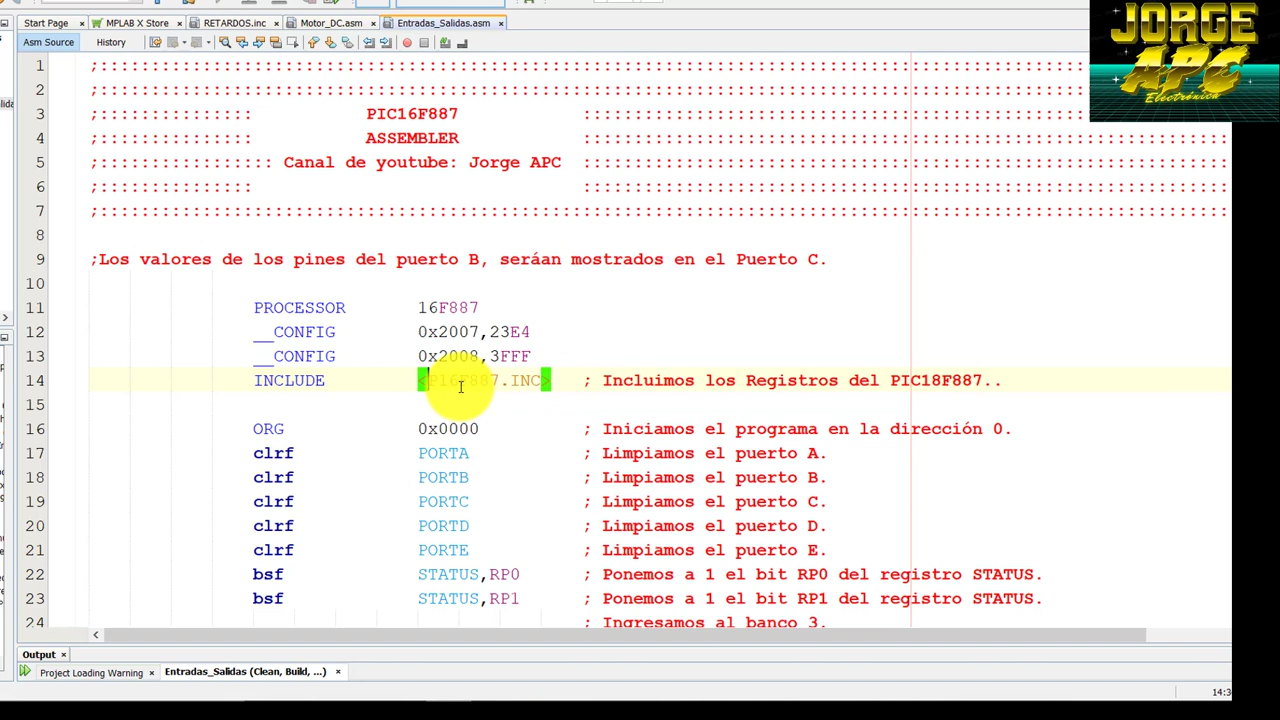 JORGE
APC
Electrónica
Start Page
MPLAB X Store
RETARDOS.inc
Motor_DC.asm
Entradas_Salidas.asm
Asm Source
History
1 ;:::::::::::::::::::::::::::::::::::::::::::::::::::::::::::::::::::::::::::::::::::::::::::::::::::::::::::::
2 ;:::::::::::::::::::::::::::::::::::::::::::::::::::::::::::::::::::::::::::::::::::::::::::::::::::::::::::::
3 ;::::::::::::::: PIC16F887 :::::::::::::::::::::::::::::::
4 ;::::::::::::::: ASSEMBLER :::::::::::::::::::::::::::::::
5 ;::::::::::::::::: Canal de youtube: Jorge APC :::::::::::::::::::::::::::::::
6 ;::::::::::::::: :::::::::::::::::::::::::::::::
7 ;:::::::::::::::::::::::::::::::::::::::::::::::::::::::::::::::::::::::::::::::::::::::::::::::::::::::::::::
8
9 ;Los valores de los pines del puerto B, seráan mostrados en el Puerto C.
10
11 PROCESSOR 16F887
12 __CONFIG 0x2007,23E4
13 __CONFIG 0x2008,3FFF
14 INCLUDE <P16F887.INC> ; Incluimos los Registros del PIC18F887..
15
16 ORG 0x0000 ; Iniciamos el programa en la dirección 0.
17 clrf PORTA ; Limpiamos el puerto A.
18 clrf PORTB ; Limpiamos el puerto B.
19 clrf PORTC ; Limpiamos el puerto C.
20 clrf PORTD ; Limpiamos el puerto D.
21 clrf PORTE ; Limpiamos el puerto E.
22 bsf STATUS,RP0 ; Ponemos a 1 el bit RP0 del registro STATUS.
23 bsf STATUS,RP1 ; Ponemos a 1 el bit RP1 del registro STATUS.
24 ; Ingresamos al banco 3.
Output
Project Loading Warning
Entradas_Salidas (Clean, Build, ...)